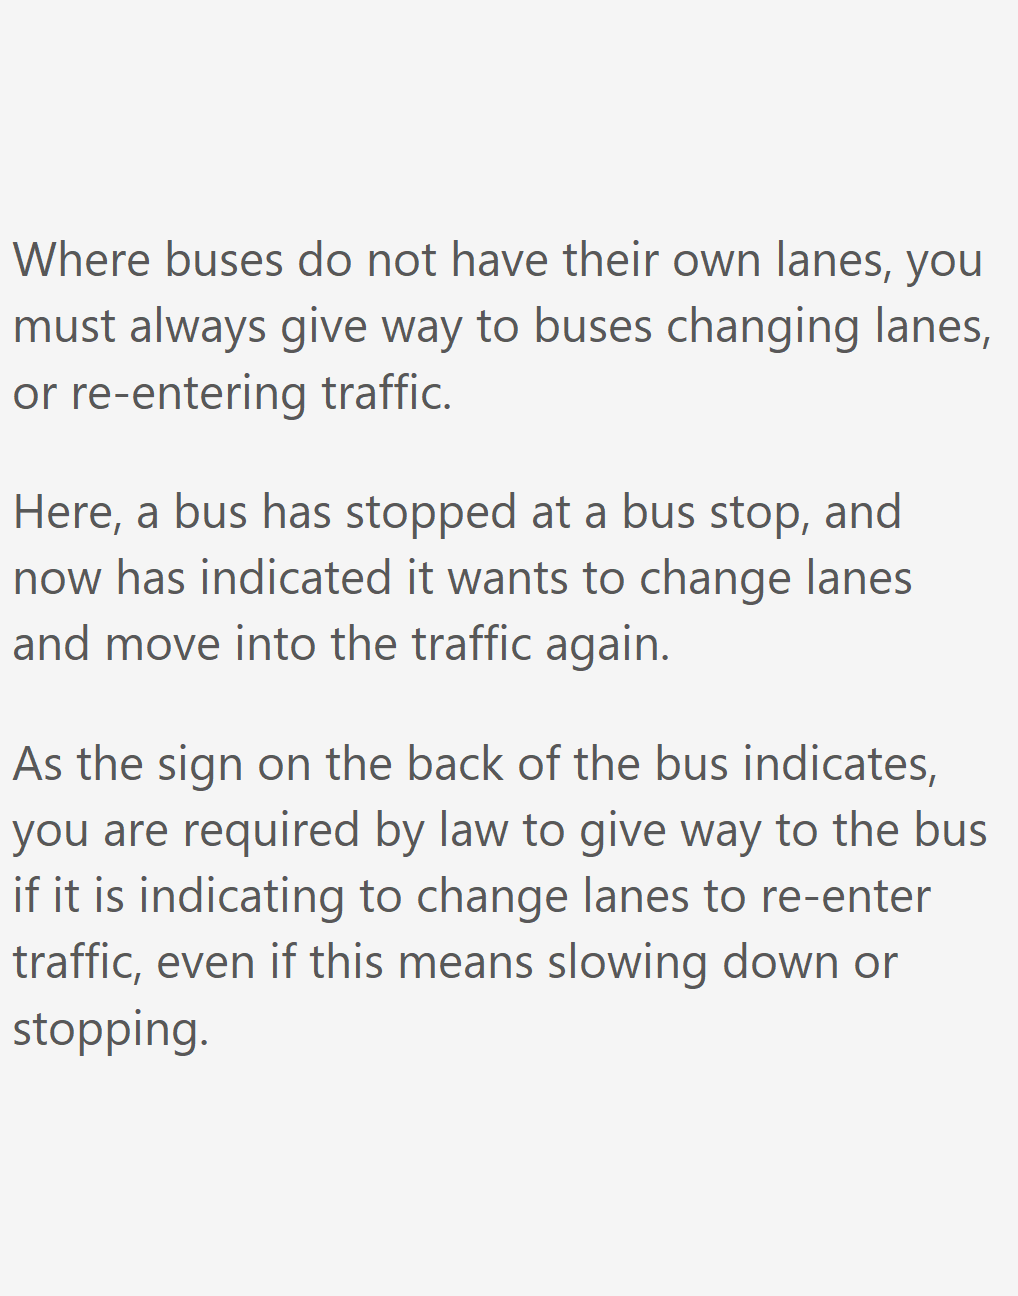 Where buses do not have their own lanes, you
must always give way to buses changing lanes,
or re-entering traffic.
Here, a bus has stopped at a bus stop, and
now has indicated it wants to change lanes
and move into the traffic again.
As the sign on the back of the bus indicates,
you are required by law to give way to the bus
if it is indicating to change lanes to re-enter
traffic, even if this means slowing down or
stopping.